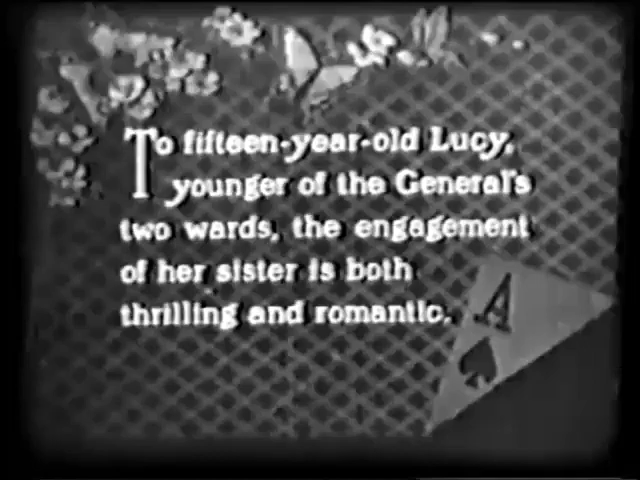 To fifteen-year-old Lucy,
younger of the General's
two wards, the engagement
of her sister is both
thrilling and romantic.
A